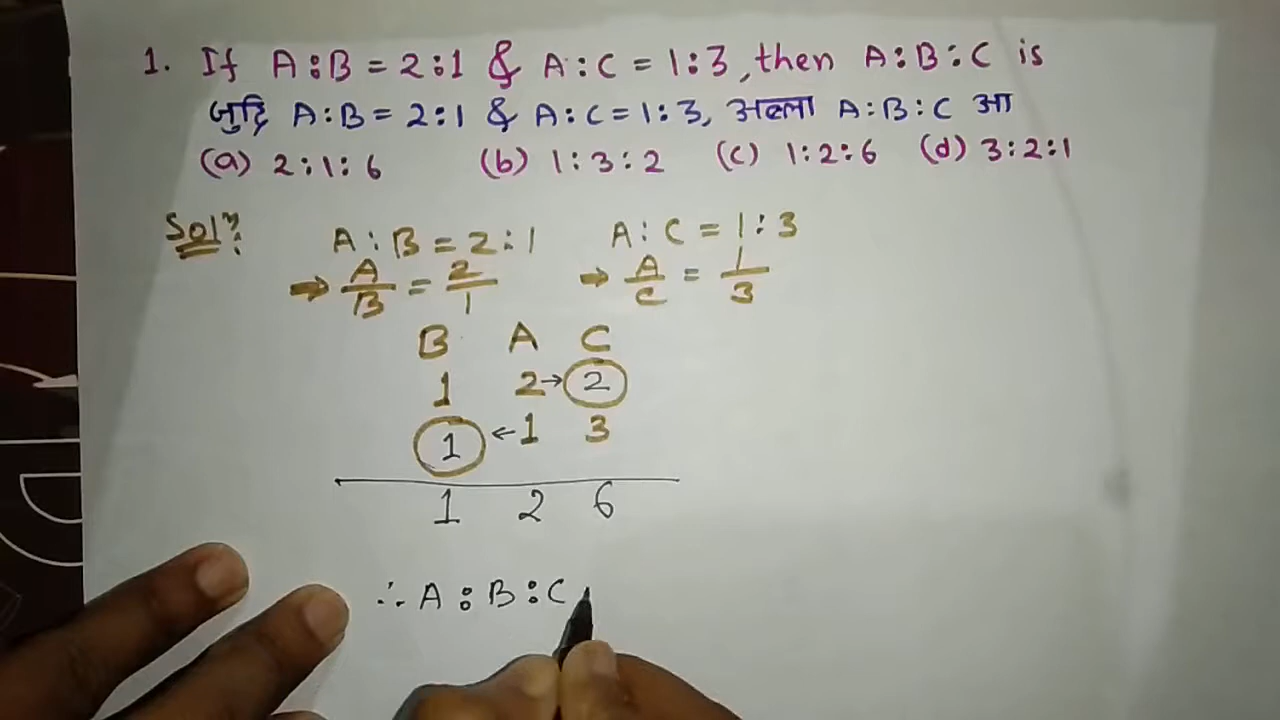 1. If A:B = 2:1 & A:C = 1:3, then A:B:C is
जुदि A:B = 2:1 & A:C = 1:3, अब्ला A:B:C आ
(a) 2:1:6 (b) 1:3:2 (c) 1:2:6 (d) 3:2:1
Solⁿ: A:B = 2:1 A:C = 1:3
⇒ A/B = 2/1 ⇒ A/C = 1/3
B A C
1 2→ 2
1 ←1 3
1 2 6
∴ A:B:C